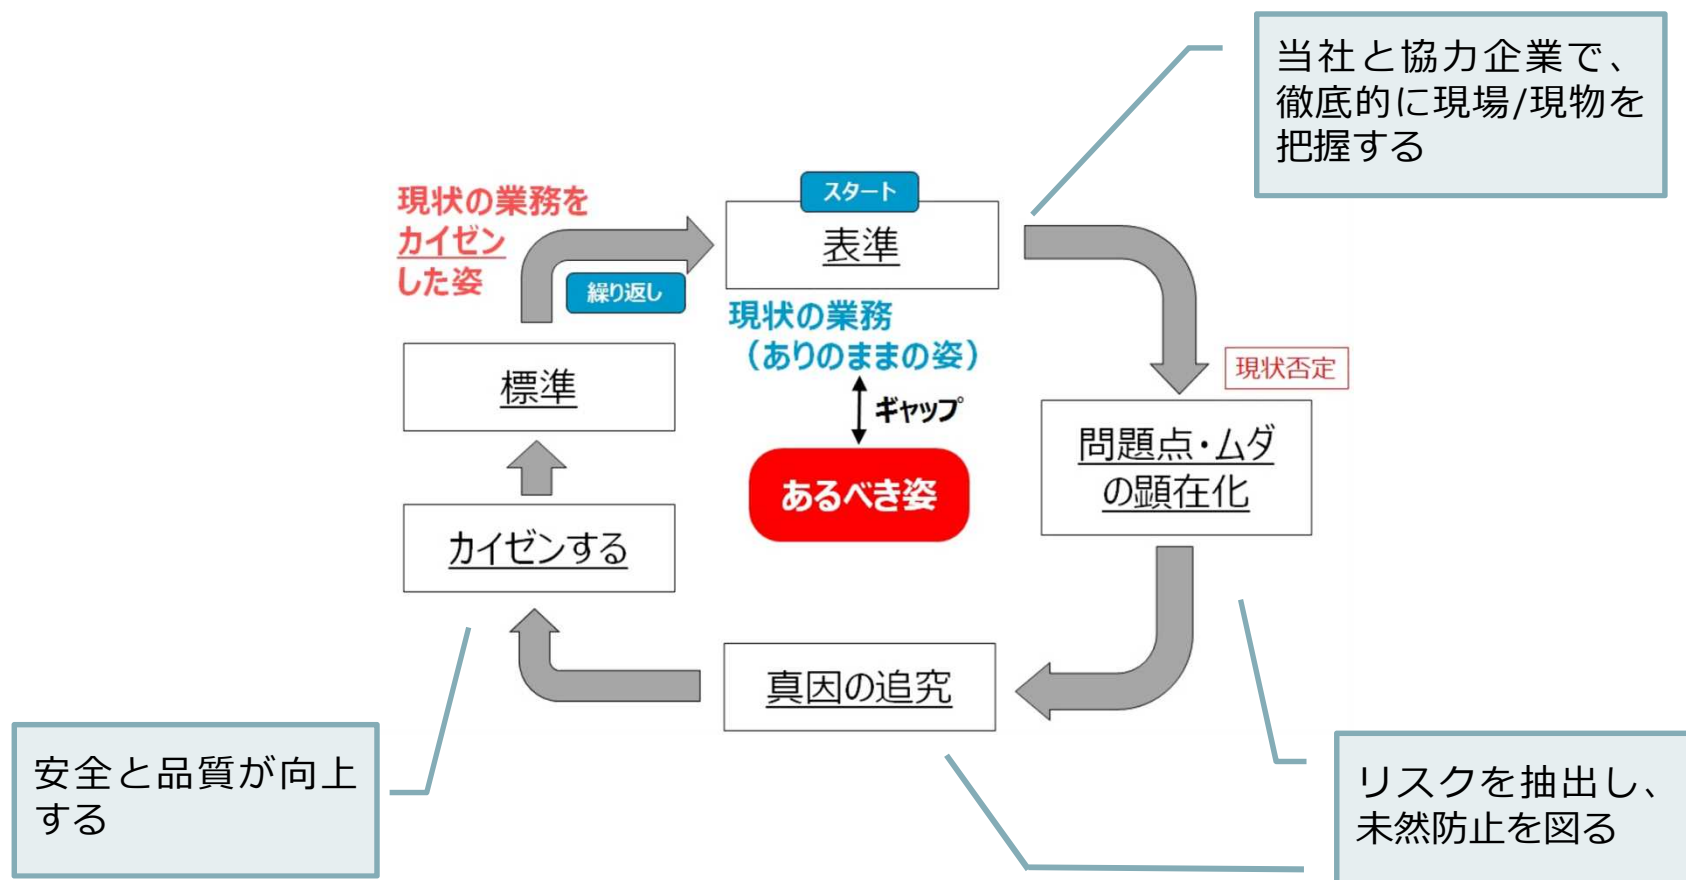 当社と協力企業で、
徹底的に現場/現物を
把握する
現状の業務を
カイゼン
した姿
スタート
表準
繰り返し
現状の業務
（ありのままの姿）
ギャップ
あるべき姿
現状否定
標準
問題点・ムダ
の顕在化
カイゼンする
真因の追究
安全と品質が向上
する
リスクを抽出し、
未然防止を図る